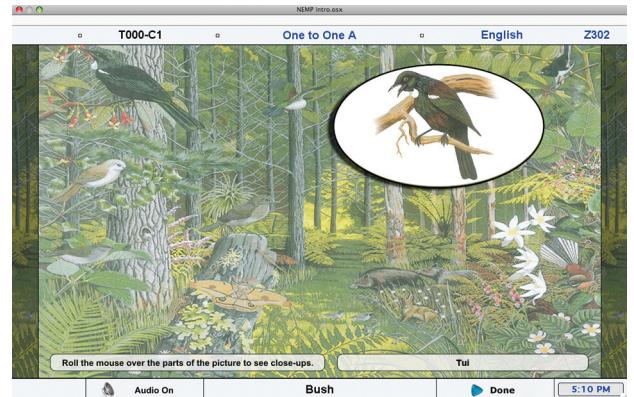 NEMP Intro.osx
T000-C1 One to One A English Z302
Roll the mouse over the parts of the picture to see close-ups. Tui
Audio On Bush Done 5:10 PM